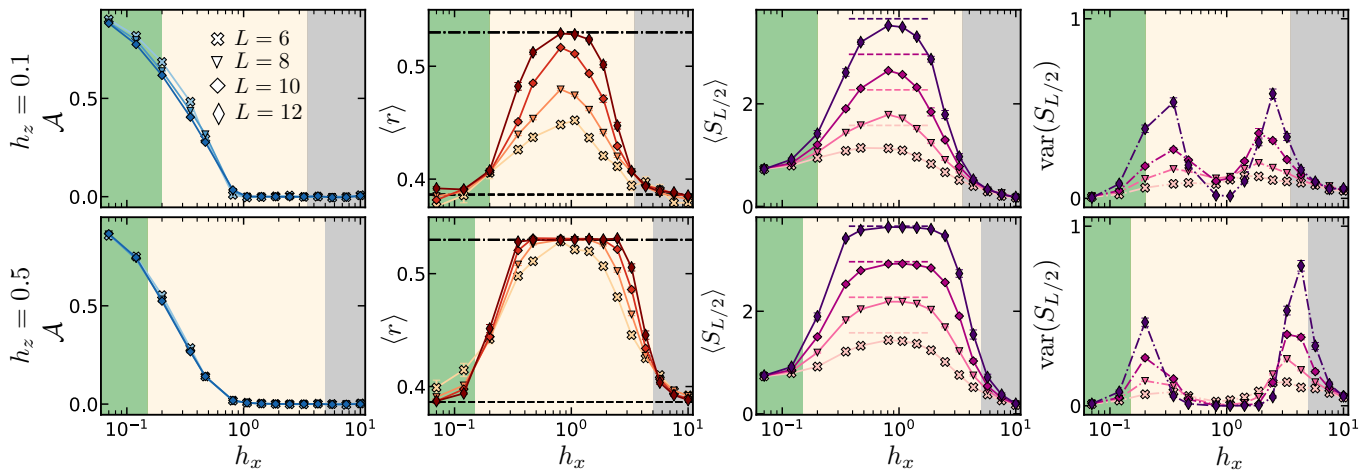 h_z = 0.1
𝒜
0.5
0.0
L = 6
L = 8
L = 10
L = 12
⟨r⟩
0.5
0.4
⟨S_{L/2}⟩
2
0
var(S_{L/2})
1
0
h_z = 0.5
𝒜
0.5
0.0
10^{-1} 10^0 10^1
h_x
⟨r⟩
0.5
0.4
10^{-1} 10^0 10^1
h_x
⟨S_{L/2}⟩
2
0
10^{-1} 10^0 10^1
h_x
var(S_{L/2})
1
0
10^{-1} 10^0 10^1
h_x